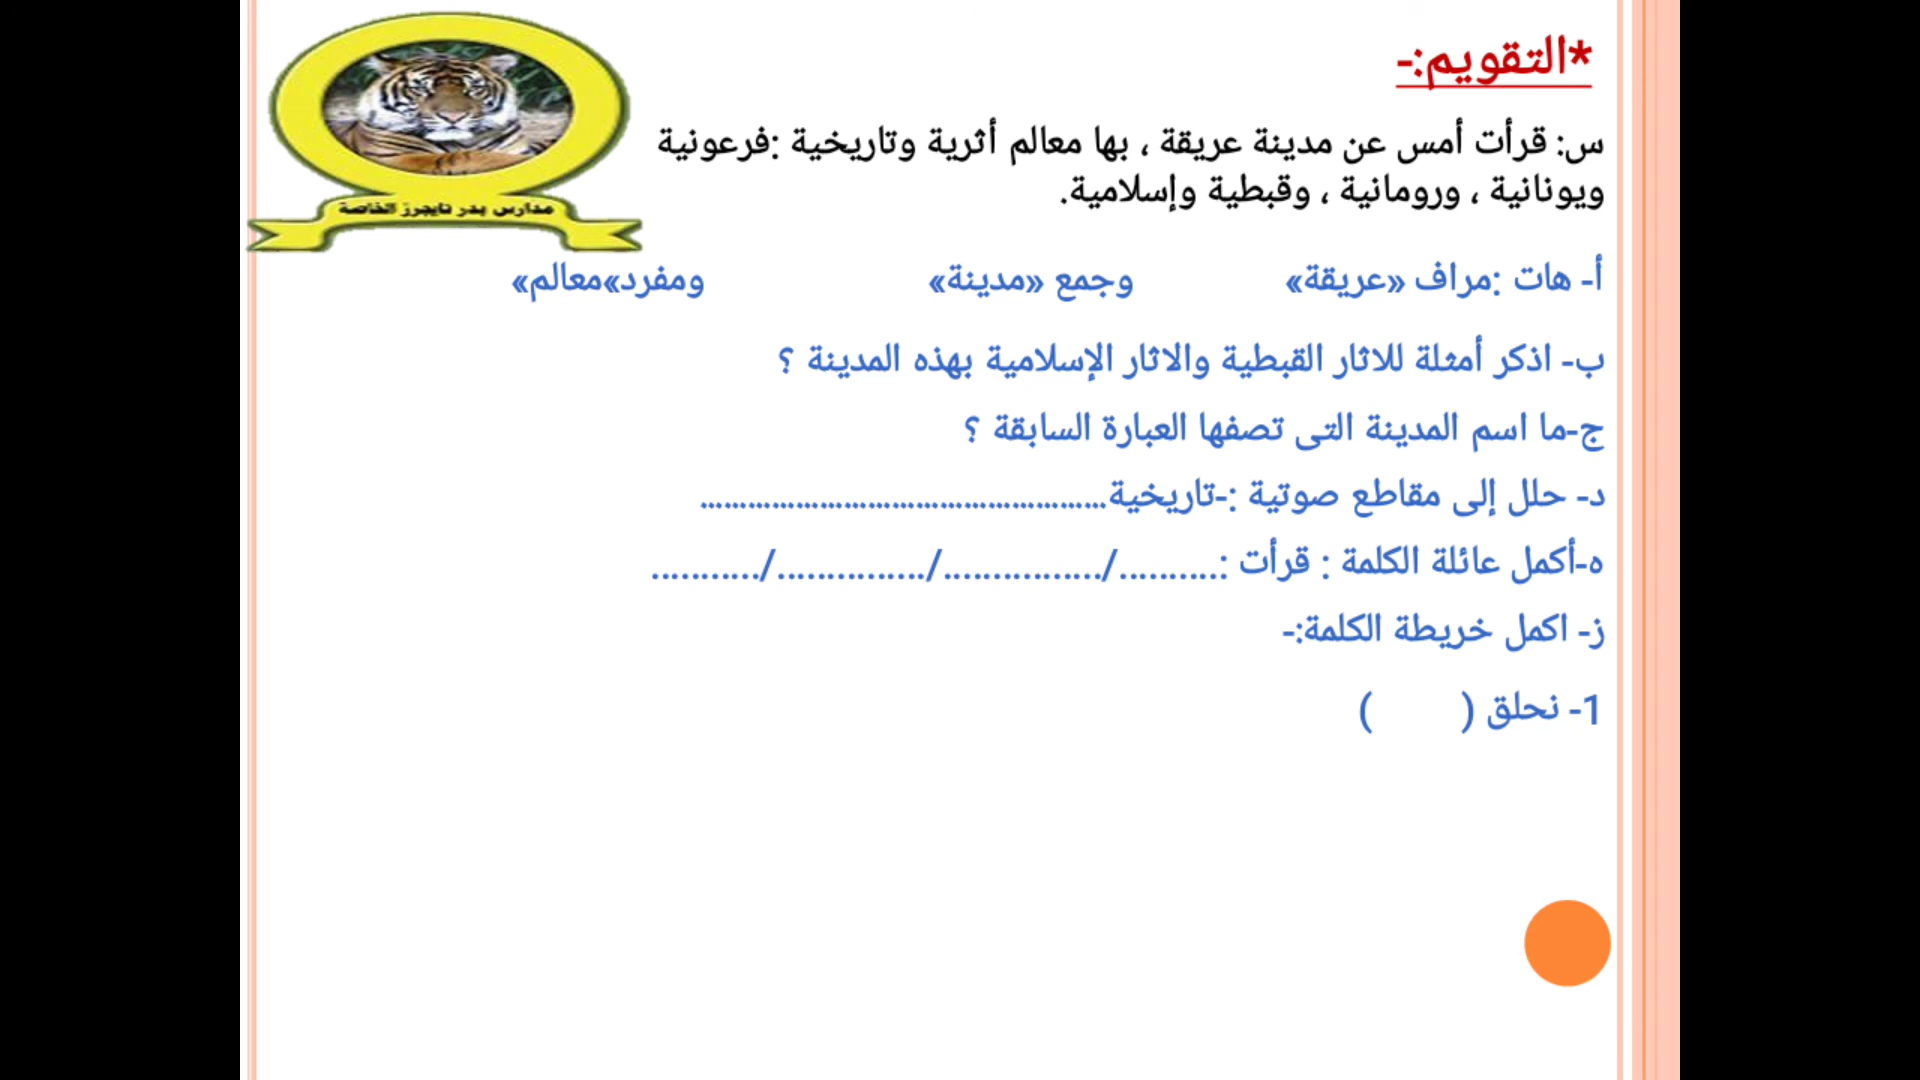 *التقويم:-
س: قرأت أمس عن مدينة عريقة ، بها معالم أثرية وتاريخية :فرعونية
ويونانية ، ورومانية ، وقبطية وإسلامية.
مدارس بدر تايجرز الخاصة
أ- هات :مراف «عريقة» وجمع «مدينة» ومفرد»معالم»
ب- اذكر أمثلة للاثار القبطية والاثار الإسلامية بهذه المدينة ؟
ج-ما اسم المدينة التى تصفها العبارة السابقة ؟
د- حلل إلى مقاطع صوتية :-تاريخية..................................................
ه-أكمل عائلة الكلمة : قرأت :........../................/.............../...........
ز- اكمل خريطة الكلمة:-
1- نحلق ( )